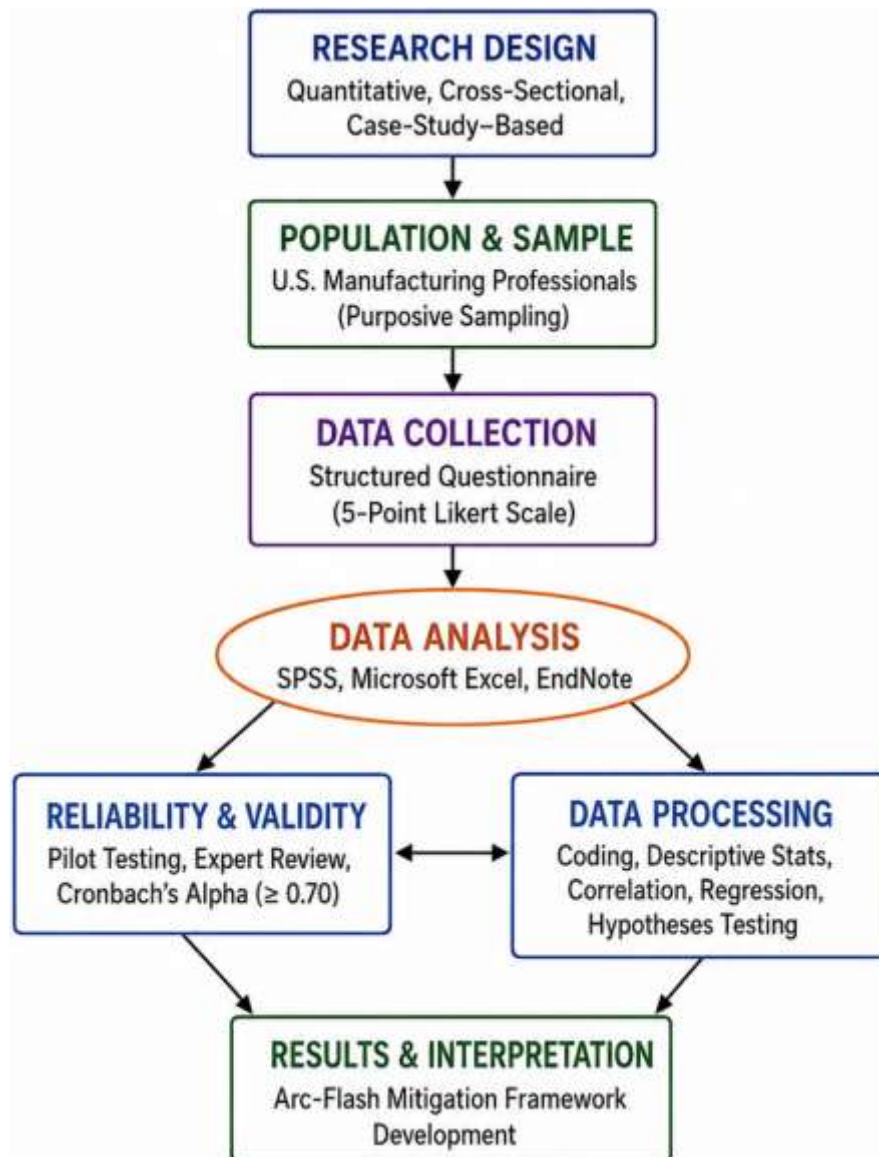 RESEARCH DESIGN
Quantitative, Cross-Sectional,
Case-Study–Based
POPULATION & SAMPLE
U.S. Manufacturing Professionals
(Purposive Sampling)
DATA COLLECTION
Structured Questionnaire
(5-Point Likert Scale)
DATA ANALYSIS
SPSS, Microsoft Excel, EndNote
RELIABILITY & VALIDITY
Pilot Testing, Expert Review,
Cronbach's Alpha (≥ 0.70)
DATA PROCESSING
Coding, Descriptive Stats,
Correlation, Regression,
Hypotheses Testing
RESULTS & INTERPRETATION
Arc-Flash Mitigation Framework
Development